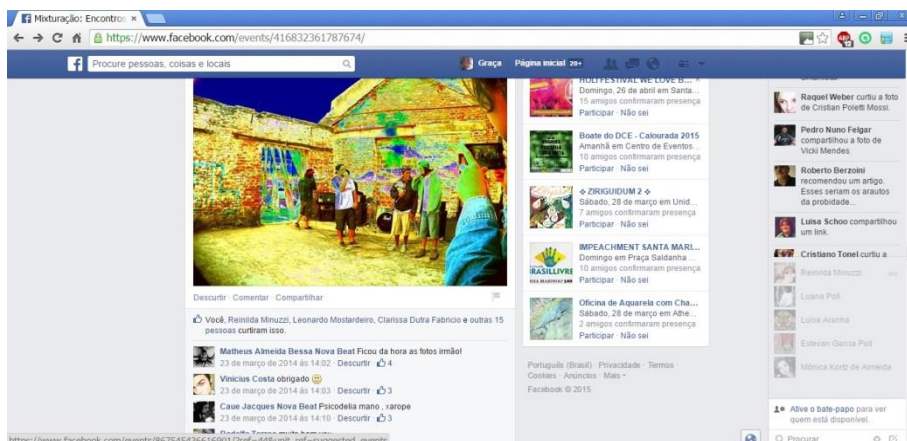 Mixturação: Encontros
https://www.facebook.com/events/416832361787674/
Procure pessoas, coisas e locais
Graça
Página inicial 20+
Descurtir · Comentar · Compartilhar
Você, Reinilda Minuzzi, Leonardo Mostardeiro, Clarissa Dutra Fabricio e outras 15
pessoas curtiram isso.
Matheus Almeida Bessa Nova Beat Ficou da hora as fotos irmão!
23 de março de 2014 às 14:02 · Descurtir · 4
Vinicius Costa obrigado
23 de março de 2014 às 14:03 · Descurtir · 3
Caue Jacques Nova Beat Psicodelia mano , xarope
23 de março de 2014 às 14:10 · Descurtir · 3
HOLI FESTIVAL WE LOVE B...
Domingo, 26 de abril em Santa...
15 amigos confirmaram presença
Participar · Não sei
Boate do DCE - Calourada 2015
Amanhã em Centro de Eventos...
10 amigos confirmaram presença
Participar · Não sei
ZIRIGUIDUM 2
Sábado, 28 de março em Unid...
7 amigos confirmaram presença
Participar · Não sei
IMPEACHMENT SANTA MARI...
Domingo em Praça Saldanha ...
10 amigos confirmaram presença
Participar · Não sei
Oficina de Aquarela com Cha...
Sábado, 28 de março em Athe...
2 amigos confirmaram presença
Participar · Não sei
Português (Brasil) · Privacidade · Termos ·
Cookies · Anúncios · Mais
Facebook © 2015
Raquel Weber curtiu a foto
de Cristian Poletti Mossi.
Pedro Nuno Felgar
compartilhou a foto de
Vicki Mendes.
Roberto Berzoini
recomendou um artigo.
Esses seriam os arautos
da probidade...
Luisa Schoo compartilhou
um link.
Cristiano Tonel curtiu a
Reinilda Minuzzi
Luana Poll
Luise Aranha
Estevan Garcia Poll
Mônica Kortz de Almeida
Ative o bate-papo para ver
quem está disponível.
Procurar